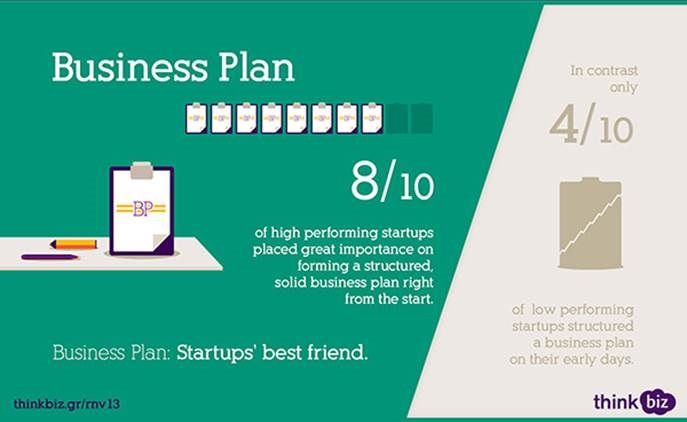 Business Plan
8/10
of high performing startups
placed great importance on
forming a structured,
solid business plan right
from the start.
BP
Business Plan: Startups' best friend.
thinkbiz.gr/rnv13
In contrast
only
4/10
of low performing
startups structured
a business plan
on their early days.
think biz